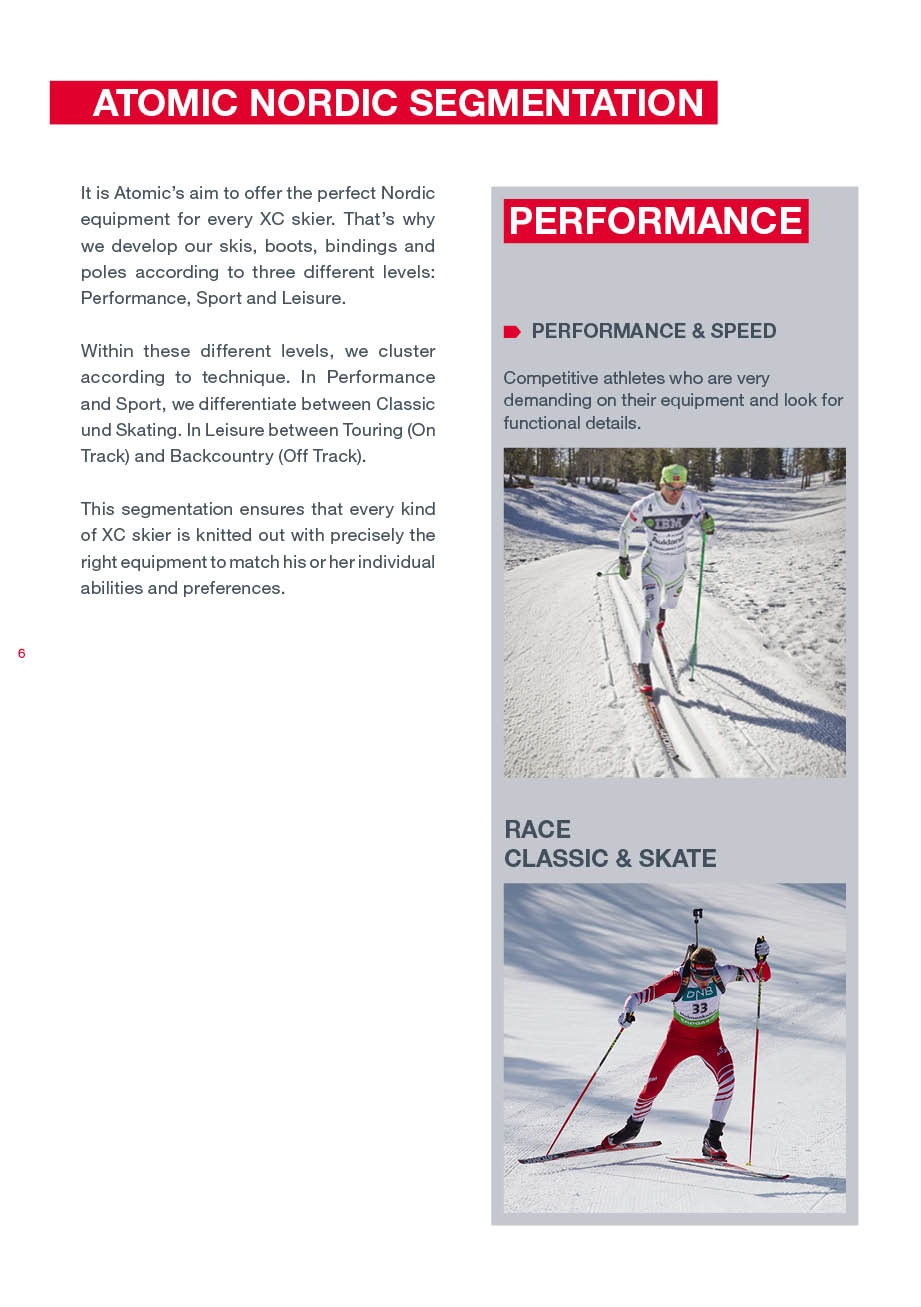 ATOMIC NORDIC SEGMENTATION
It is Atomic’s aim to offer the perfect Nordic
equipment for every XC skier. That’s why
we develop our skis, boots, bindings and
poles according to three different levels:
Performance, Sport and Leisure.
Within these different levels, we cluster
according to technique. In Performance
and Sport, we differentiate between Classic
und Skating. In Leisure between Touring (On
Track) and Backcountry (Off Track).
This segmentation ensures that every kind
of XC skier is knitted out with precisely the
right equipment to match his or her individual
abilities and preferences.
6
PERFORMANCE
PERFORMANCE & SPEED
Competitive athletes who are very
demanding on their equipment and look for
functional details.
4 4
IBM
Aukland
RACE
CLASSIC & SKATE
DNB
33